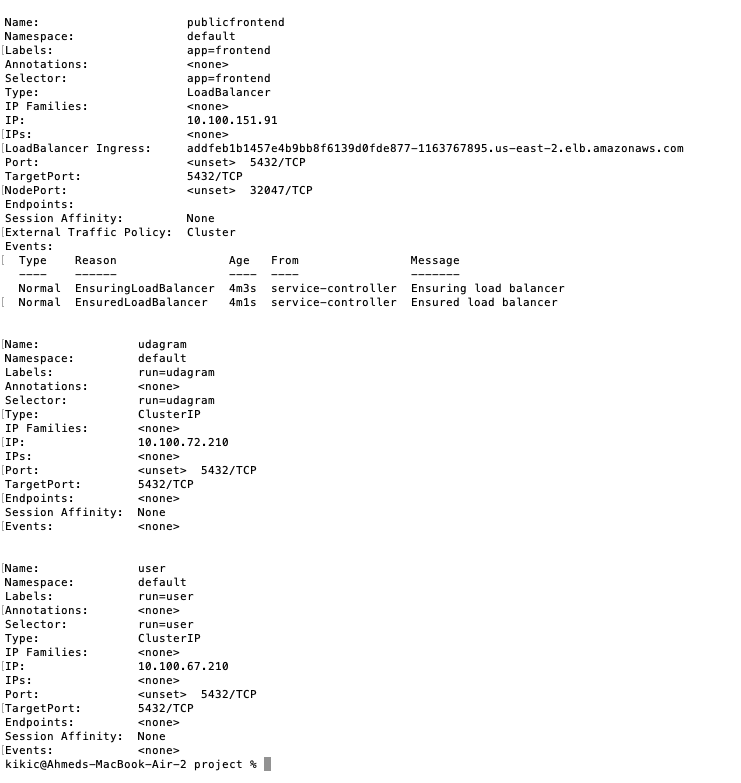 Name:                     publicfrontend
Namespace:                default
[Labels:                   app=frontend
Annotations:              <none>
Selector:                 app=frontend
Type:                     LoadBalancer
IP Families:              <none>
IP:                       10.100.151.91
[IPs:                      <none>
[LoadBalancer Ingress:     addfeb1b1457e4b9bb8f6139d0fde877-1163767895.us-east-2.elb.amazonaws.com
Port:                     <unset>  5432/TCP
TargetPort:               5432/TCP
[NodePort:                 <unset>  32047/TCP
Endpoints:
Session Affinity:         None
[External Traffic Policy:  Cluster
Events:
[  Type    Reason                Age   From                Message
  ----    ------                ----  ----                -------
  Normal  EnsuringLoadBalancer  4m3s  service-controller  Ensuring load balancer
[  Normal  EnsuredLoadBalancer   4m1s  service-controller  Ensured load balancer
[Name:              udagram
Namespace:         default
Labels:            run=udagram
Annotations:       <none>
Selector:          run=udagram
[Type:              ClusterIP
IP Families:       <none>
[IP:                10.100.72.210
IPs:               <none>
[Port:              <unset>  5432/TCP
TargetPort:        5432/TCP
[Endpoints:         <none>
Session Affinity:  None
[Events:            <none>
[Name:              user
Namespace:         default
Labels:            run=user
[Annotations:       <none>
Selector:          run=user
Type:              ClusterIP
IP Families:       <none>
[IP:                10.100.67.210
IPs:               <none>
Port:              <unset>  5432/TCP
[TargetPort:        5432/TCP
Endpoints:         <none>
Session Affinity:  None
[Events:            <none>
kikic@Ahmeds-MacBook-Air-2 project %